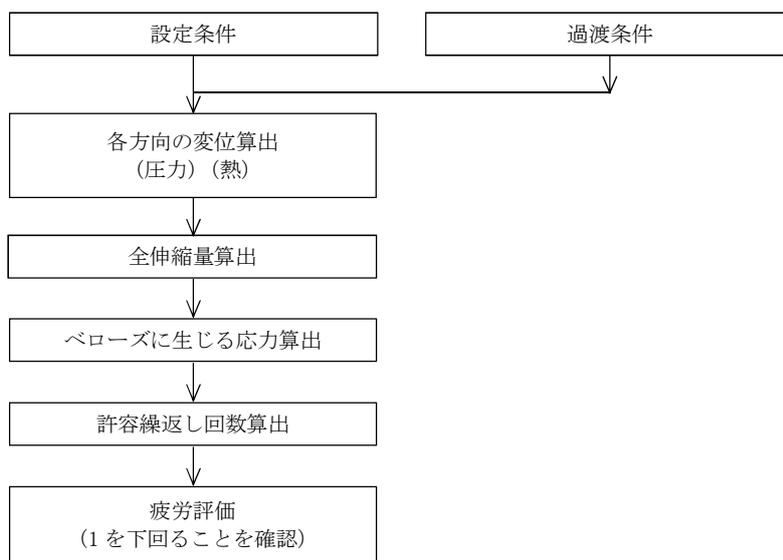 設定条件
過渡条件
各方向の変位算出
（圧力）（熱）
全伸縮量算出
ベローズに生じる応力算出
許容繰返し回数算出
疲労評価
（1 を下回ることを確認）